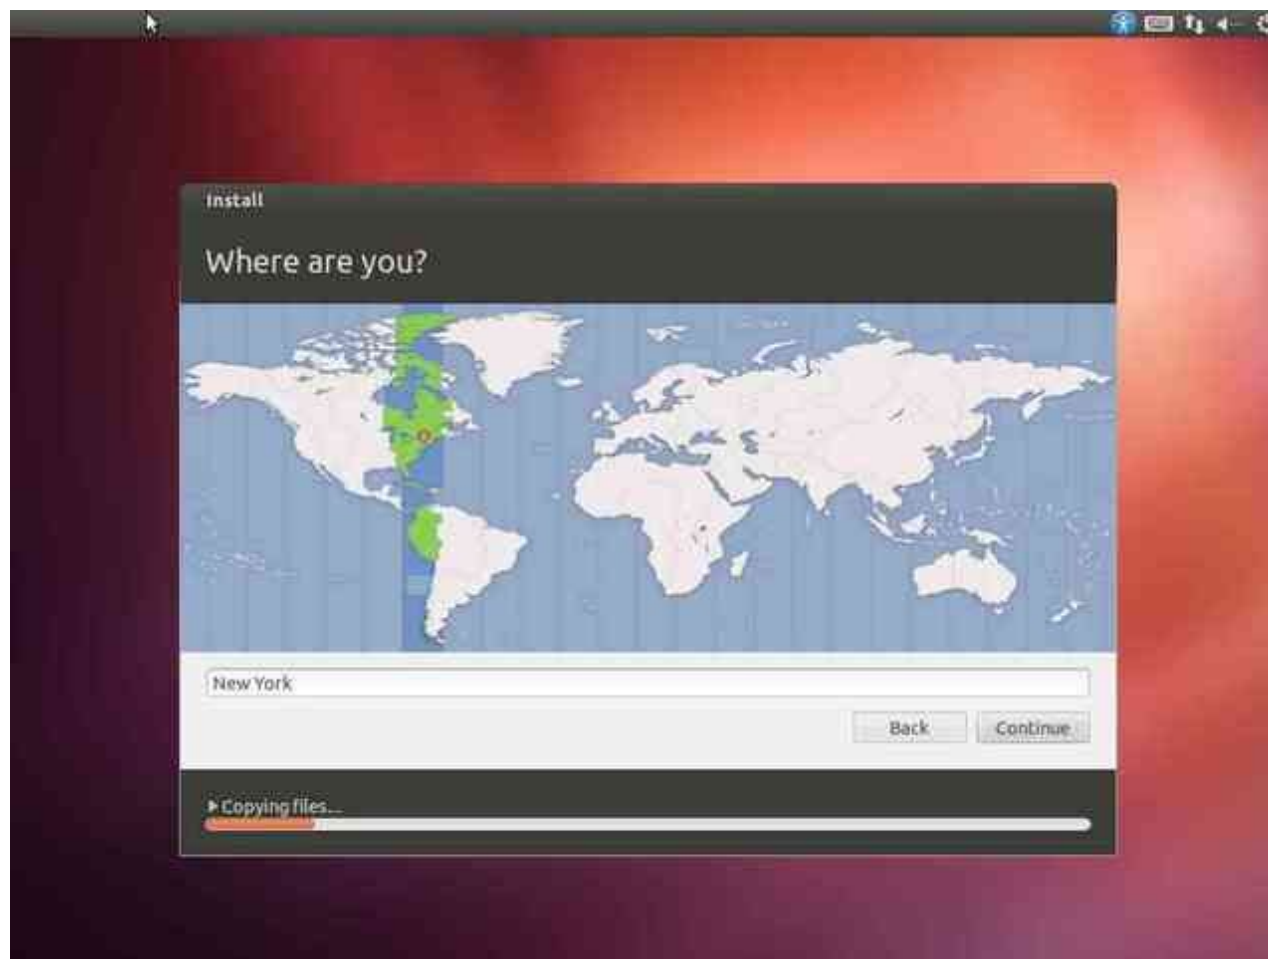 Install
Where are you?
New York
Back
Continue
Copying files...